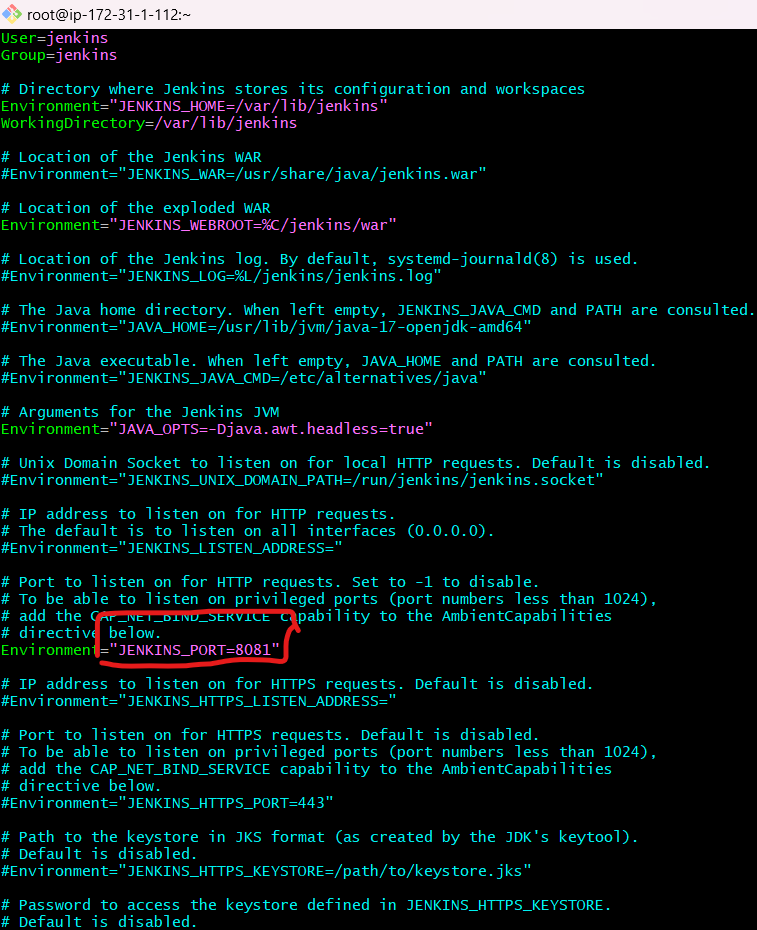 root@ip-172-31-1-112:~
User=jenkins
Group=jenkins
# Directory where Jenkins stores its configuration and workspaces
Environment="JENKINS_HOME=/var/lib/jenkins"
WorkingDirectory=/var/lib/jenkins
# Location of the Jenkins WAR
#Environment="JENKINS_WAR=/usr/share/java/jenkins.war"
# Location of the exploded WAR
Environment="JENKINS_WEBROOT=%C/jenkins/war"
# Location of the Jenkins log. By default, systemd-journald(8) is used.
#Environment="JENKINS_LOG=%L/jenkins/jenkins.log"
# The Java home directory. When left empty, JENKINS_JAVA_CMD and PATH are consulted.
#Environment="JAVA_HOME=/usr/lib/jvm/java-17-openjdk-amd64"
# The Java executable. When left empty, JAVA_HOME and PATH are consulted.
#Environment="JENKINS_JAVA_CMD=/etc/alternatives/java"
# Arguments for the Jenkins JVM
Environment="JAVA_OPTS=-Djava.awt.headless=true"
# Unix Domain Socket to listen on for local HTTP requests. Default is disabled.
#Environment="JENKINS_UNIX_DOMAIN_PATH=/run/jenkins/jenkins.socket"
# IP address to listen on for HTTP requests.
# The default is to listen on all interfaces (0.0.0.0).
#Environment="JENKINS_LISTEN_ADDRESS="
# Port to listen on for HTTP requests. Set to -1 to disable.
# To be able to listen on privileged ports (port numbers less than 1024),
# add the CAP_NET_BIND_SERVICE capability to the AmbientCapabilities
# directive below.
Environment="JENKINS_PORT=8081"
# IP address to listen on for HTTPS requests. Default is disabled.
#Environment="JENKINS_HTTPS_LISTEN_ADDRESS="
# Port to listen on for HTTPS requests. Default is disabled.
# To be able to listen on privileged ports (port numbers less than 1024),
# add the CAP_NET_BIND_SERVICE capability to the AmbientCapabilities
# directive below.
#Environment="JENKINS_HTTPS_PORT=443"
# Path to the keystore in JKS format (as created by the JDK's keytool).
# Default is disabled.
#Environment="JENKINS_HTTPS_KEYSTORE=/path/to/keystore.jks"
# Password to access the keystore defined in JENKINS_HTTPS_KEYSTORE.
# Default is disabled.